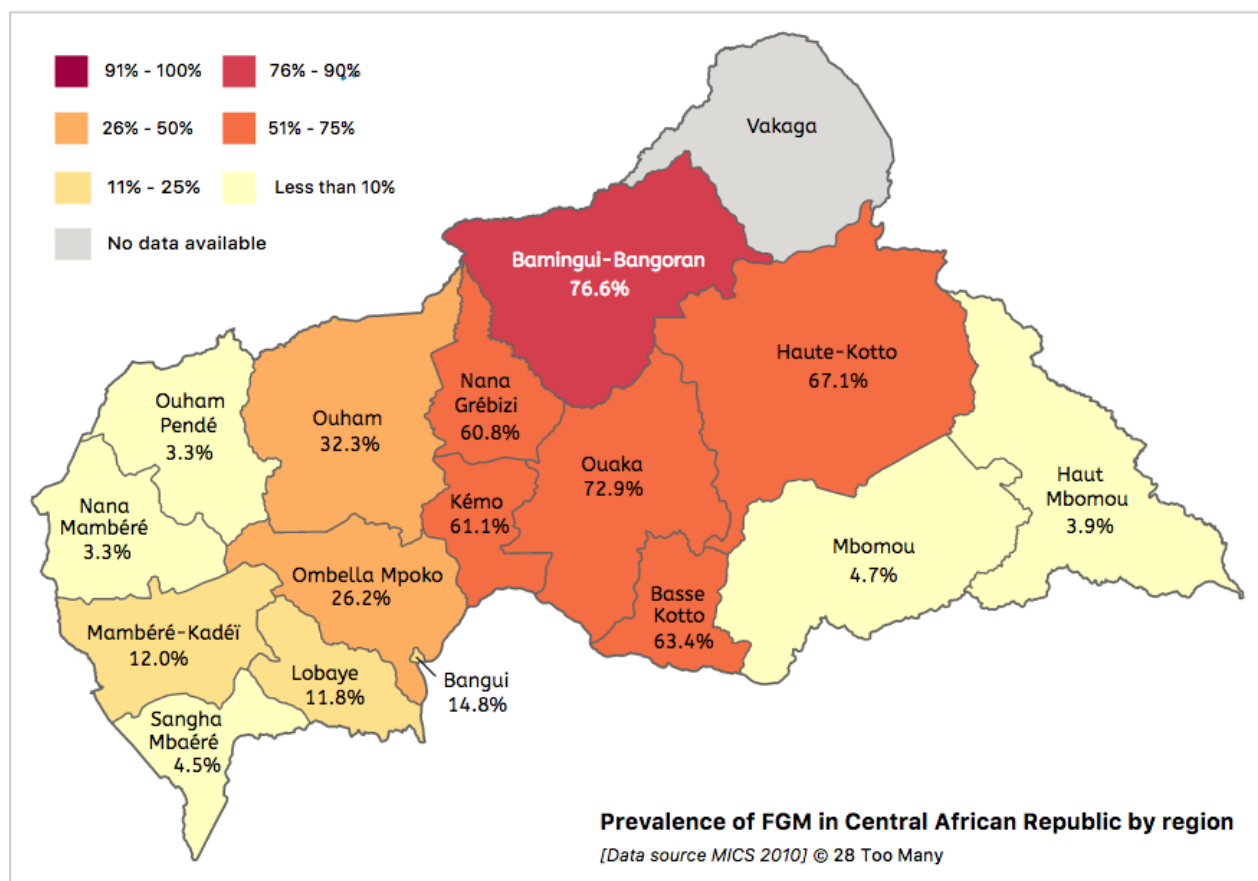 91% - 100%
76% - 90%
26% - 50%
51% - 75%
11% - 25%
Less than 10%
No data available
Vakaga
Bamingui-Bangoran
76.6%
Haute-Kotto
67.1%
Nana
Grébizi
60.8%
Ouham
Pendé
3.3%
Ouham
32.3%
Ouaka
72.9%
Kémo
61.1%
Haut
Mbomou
3.9%
Nana
Mambéré
3.3%
Mbomou
4.7%
Ombella Mpoko
26.2%
Basse
Kotto
63.4%
Mambéré-Kadéï
12.0%
Lobaye
11.8%
Bangui
14.8%
Sangha
Mbaéré
4.5%
Prevalence of FGM in Central African Republic by region
[Data source MICS 2010] © 28 Too Many